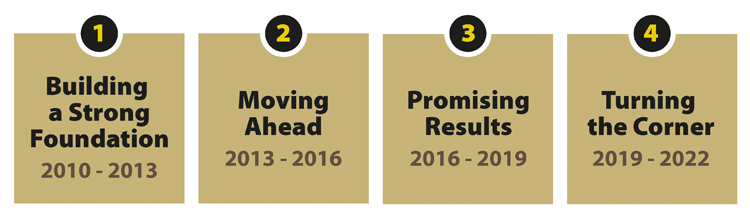 1
Building
a Strong
Foundation
2010 - 2013
2
Moving
Ahead
2013 - 2016
3
Promising
Results
2016 - 2019
4
Turning
the Corner
2019 - 2022